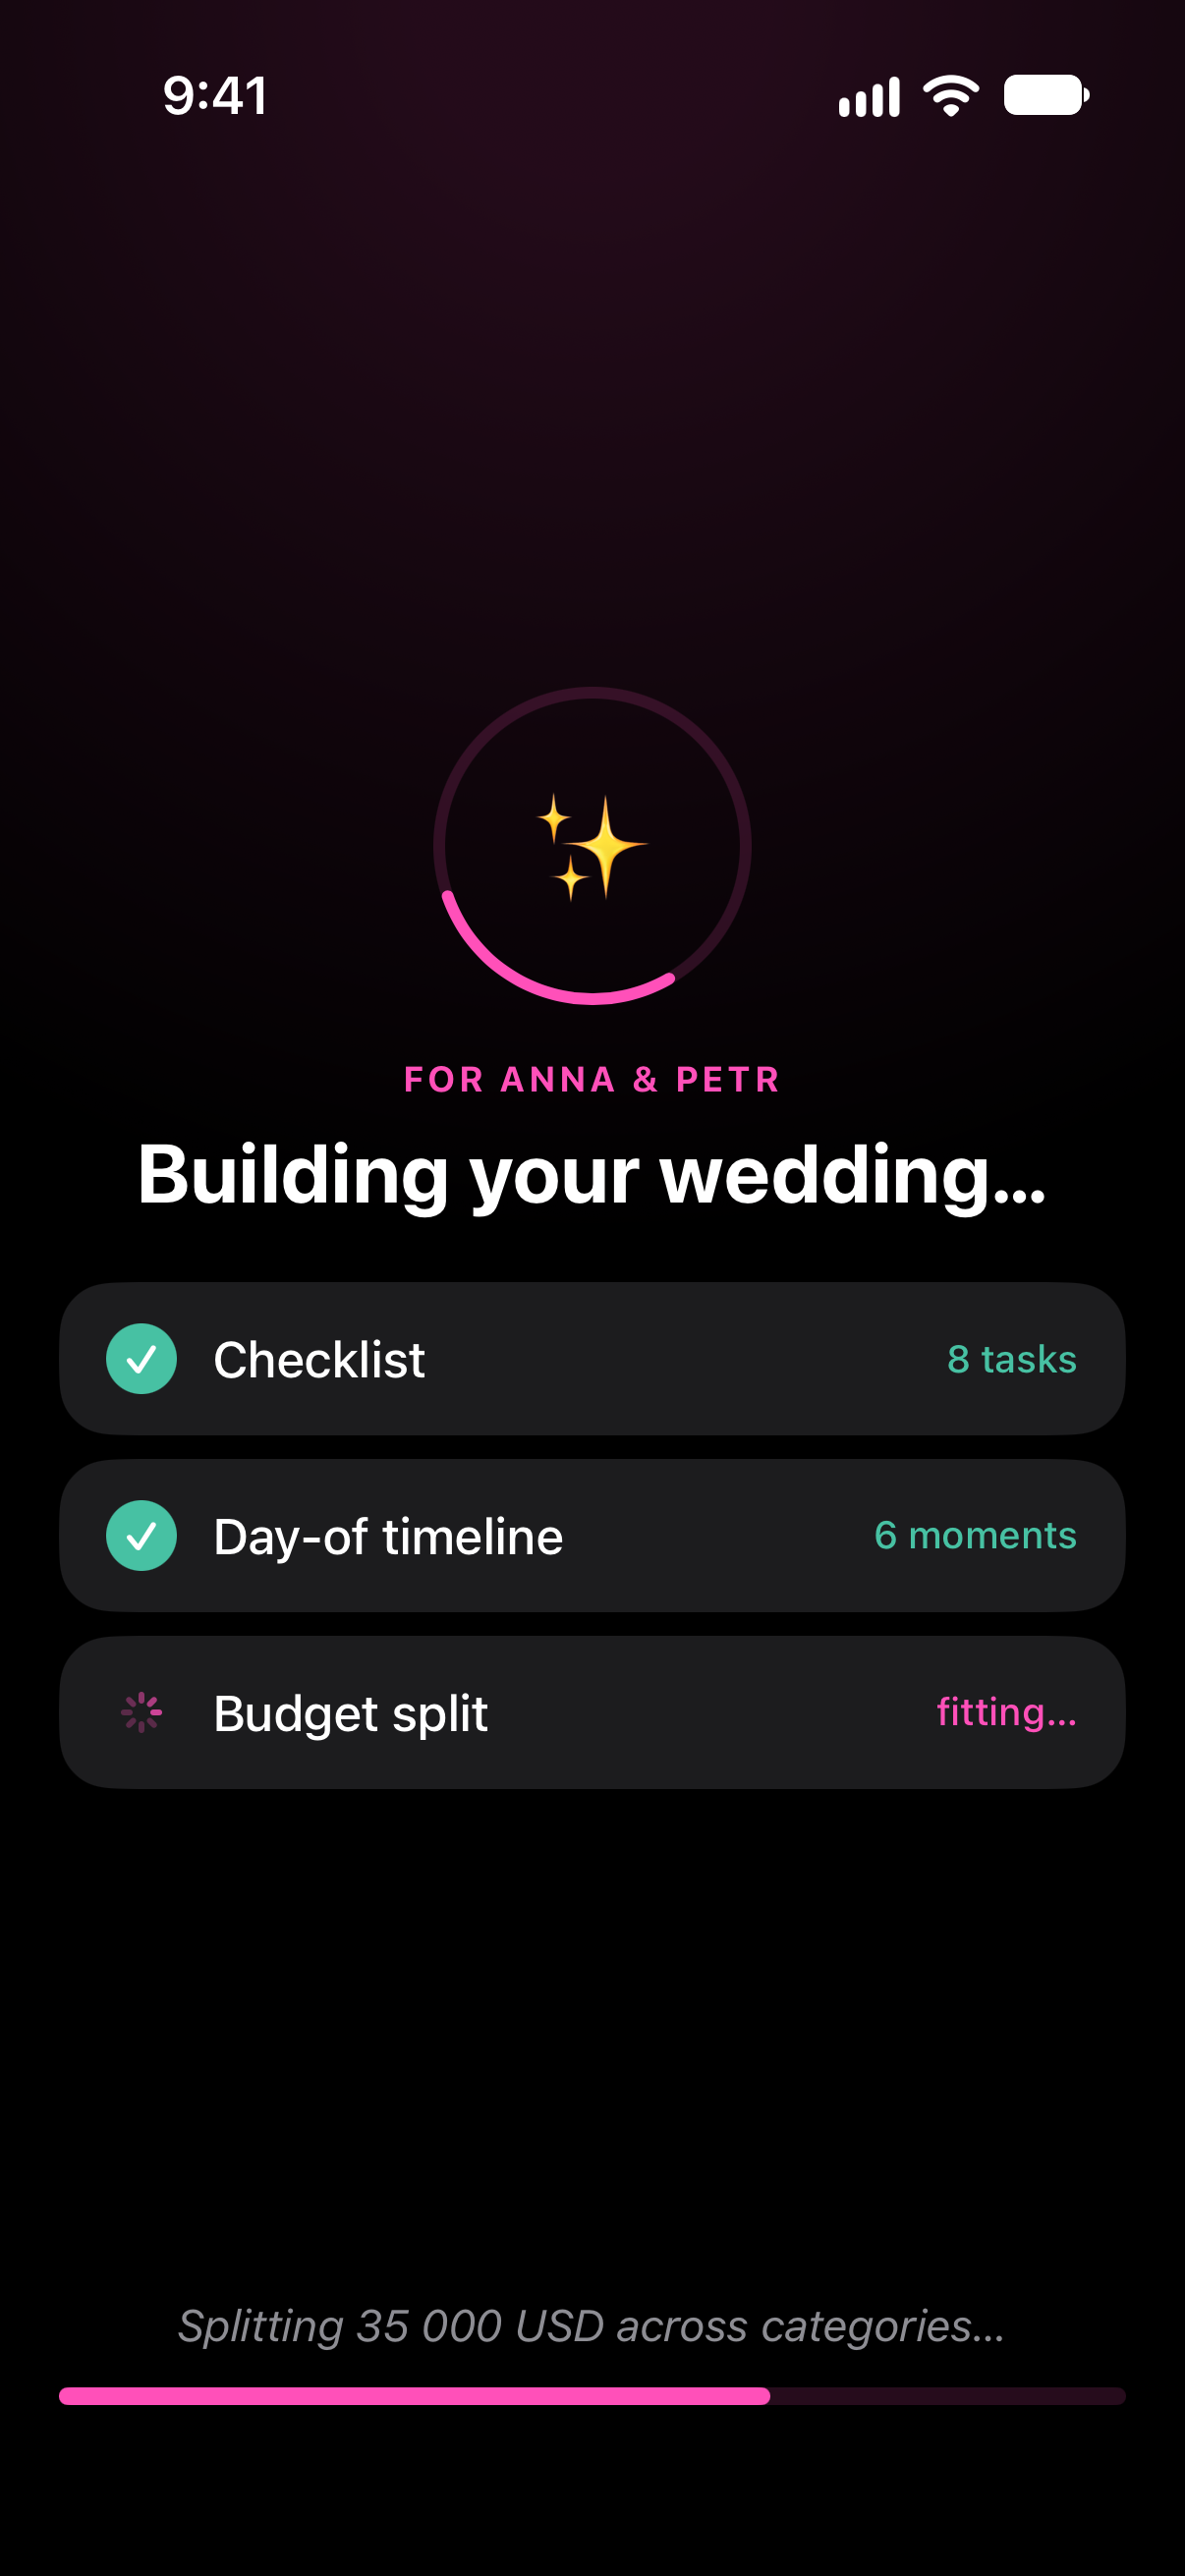 9:41
FOR ANNA & PETR
Building your wedding...
Checklist 8 tasks
Day-of timeline 6 moments
Budget split fitting...
Splitting 35 000 USD across categories...